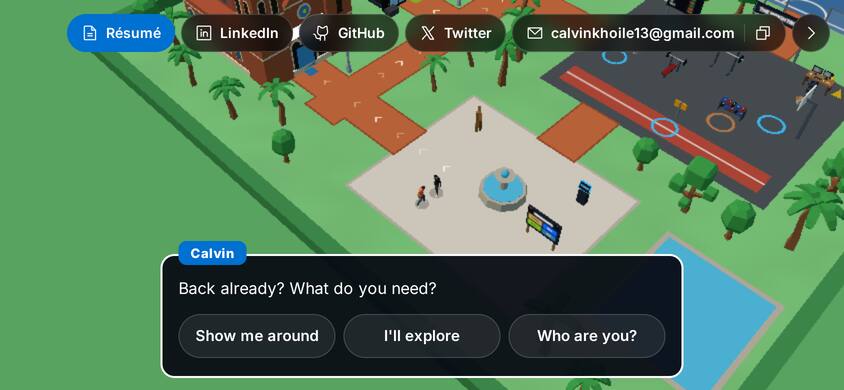 Résumé
LinkedIn
GitHub
Twitter
calvinkhoile13@gmail.com
Calvin
Back already? What do you need?
Show me around
I'll explore
Who are you?